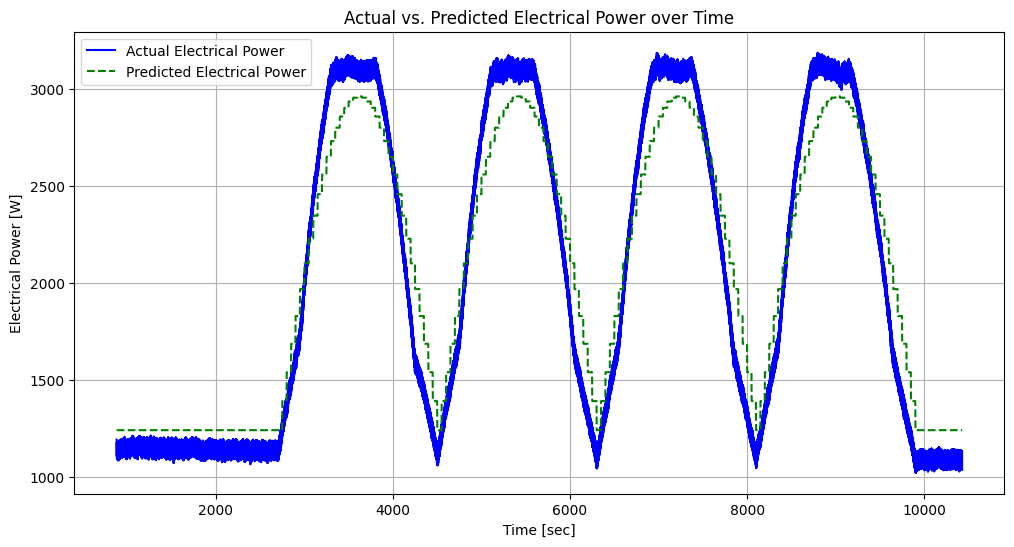 Actual vs. Predicted Electrical Power over Time
Actual Electrical Power
Predicted Electrical Power
Electrical Power [W]
3000
2500
2000
1500
1000
2000
4000
6000
8000
10000
Time [sec]